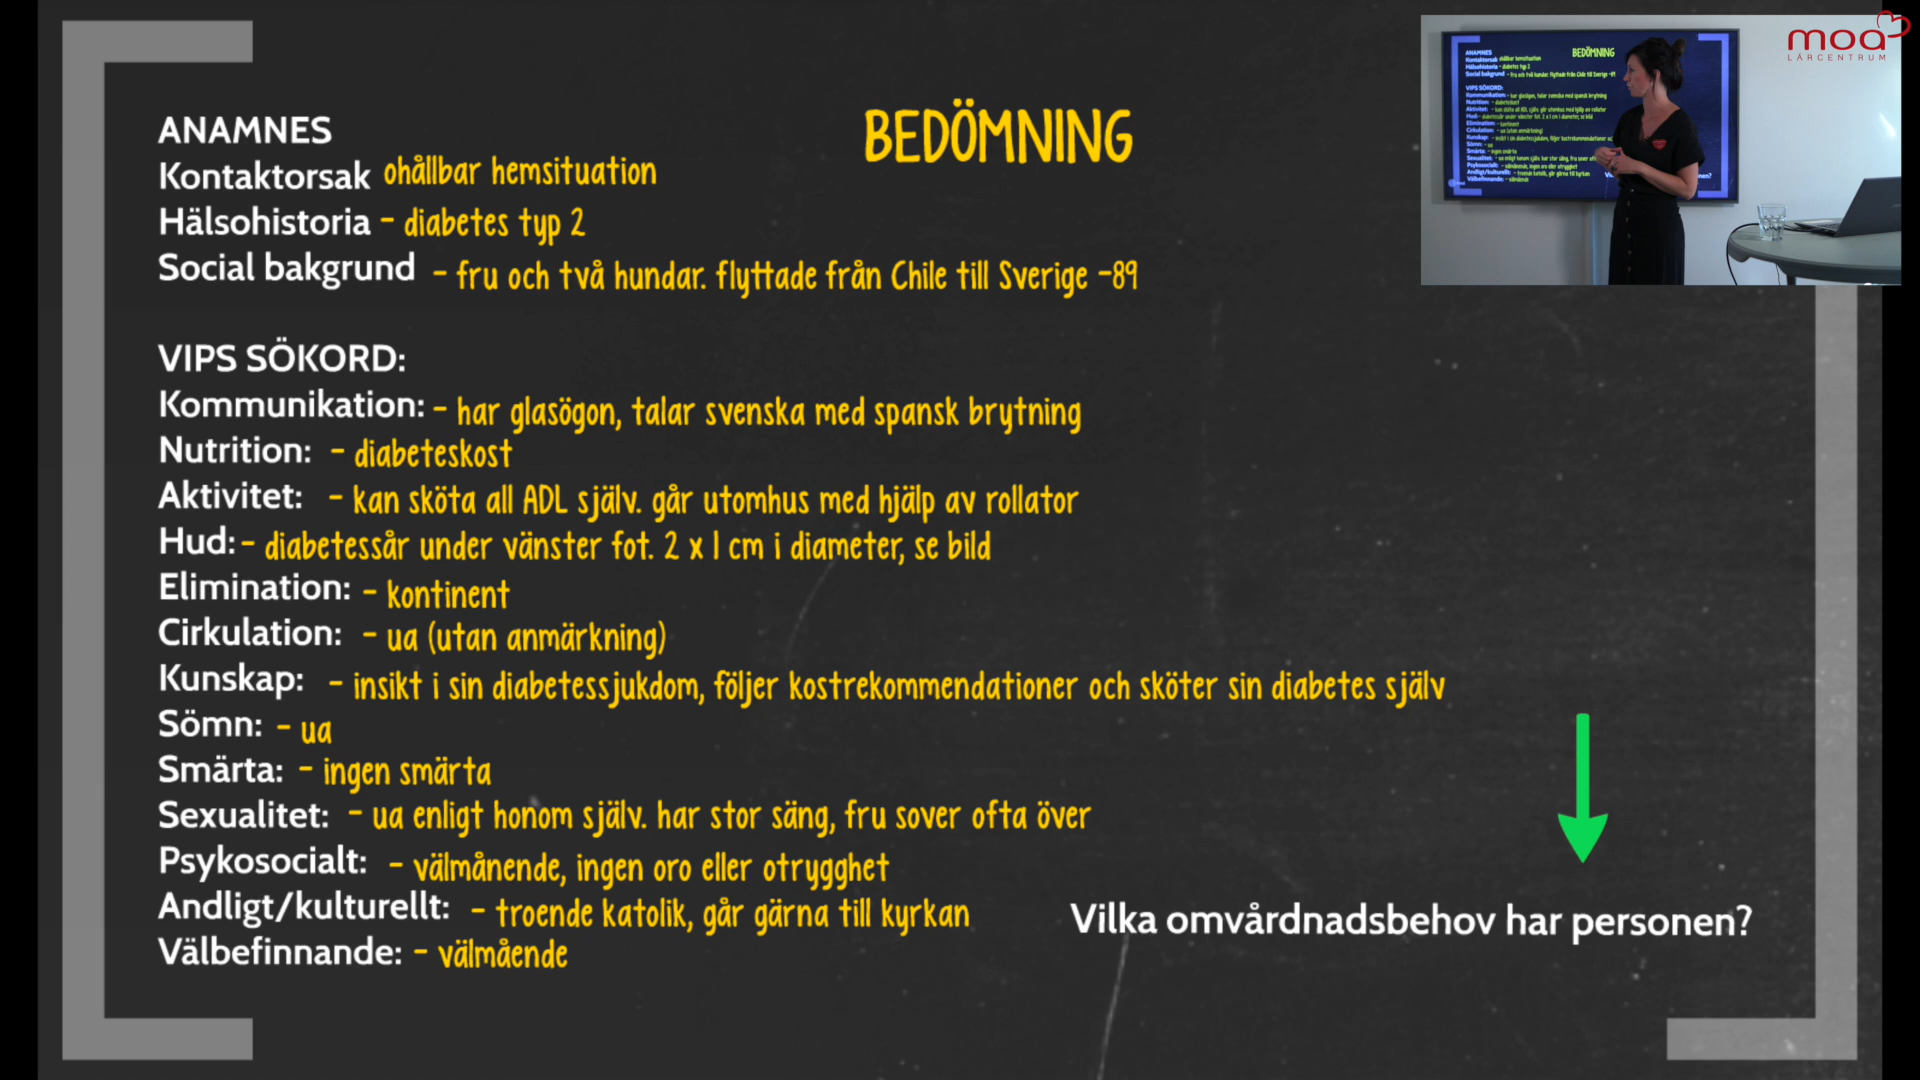 moa
LÄRCENTRUM
BEDÖMNING
ANAMNES
Kontaktorsak ohållbar hemsituation
Hälsohistoria - diabetes typ 2
Social bakgrund - fru och två hundar. flyttade från Chile till Sverige -89
VIPS SÖKORD:
Kommunikation: - har glasögon, talar svenska med spansk brytning
Nutrition: - diabeteskost
Aktivitet: - kan sköta all ADL själv. går utomhus med hjälp av rollator
Hud: - diabetessår under vänster fot. 2 x 1 cm i diameter, se bild
Elimination: - kontinent
Cirkulation: - ua (utan anmärkning)
Kunskap: - insikt i sin diabetessjukdom, följer kostrekommendationer och sköter sin diabetes själv
Sömn: - ua
Smärta: - ingen smärta
Sexualitet: - ua enligt honom själv. har stor säng, fru sover ofta över
Psykosocialt: - välmånende, ingen oro eller otrygghet
Andligt/kulturellt: - troende katolik, går gärna till kyrkan
Välbefinnande: - välmående
Vilka omvårdnadsbehov har personen?